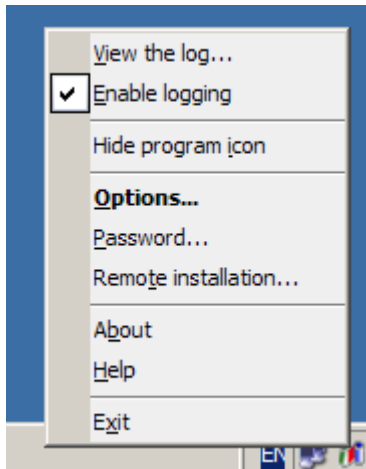 View the log...
Enable logging
Hide program icon
Options...
Password...
Remote installation...
About
Help
Exit
EN